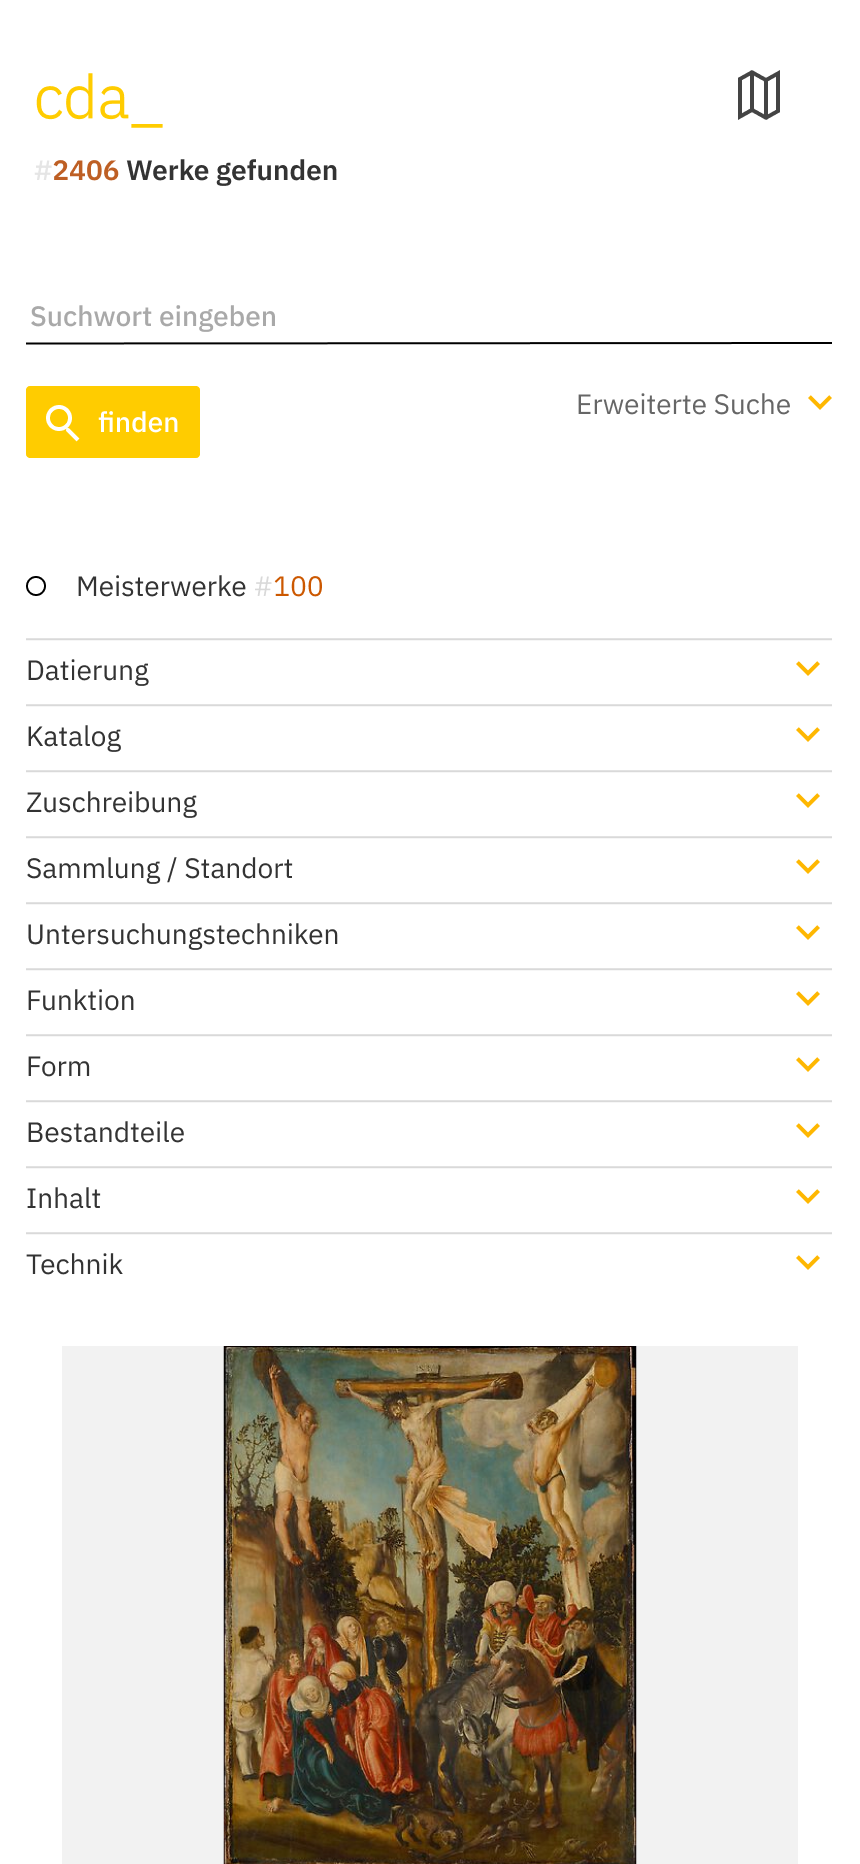 cda_
#2406 Werke gefunden
Suchwort eingeben
finden
Erweiterte Suche
Meisterwerke #100
Datierung
Katalog
Zuschreibung
Sammlung / Standort
Untersuchungstechniken
Funktion
Form
Bestandteile
Inhalt
Technik